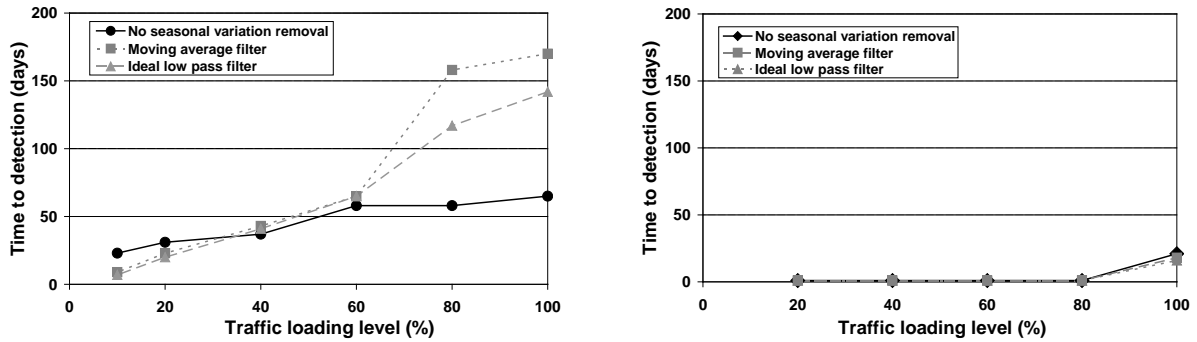 200
150
100
50
0
Time to detection (days)
No seasonal variation removal
Moving average filter
Ideal low pass filter
0 20 40 60 80 100
Traffic loading level (%)
200
150
100
50
0
Time to detection (days)
No seasonal variation removal
Moving average filter
Ideal low pass filter
0 20 40 60 80 100
Traffic loading level (%)